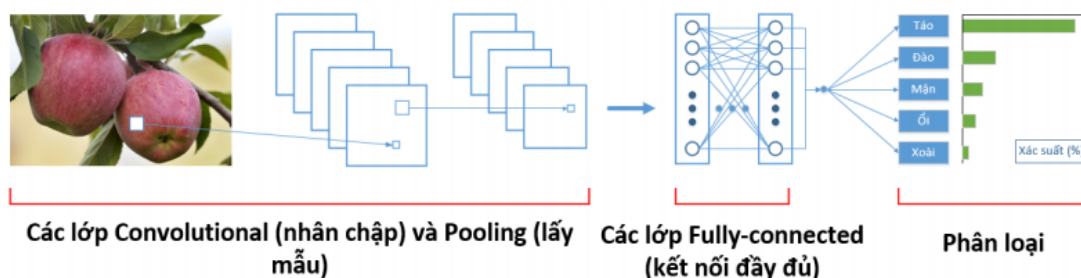 Táo
Đào
Mận
Ổi
Xoài
Xác suất (%)
Các lớp Convolutional (nhân chập) và Pooling (lấy
mẫu)
Các lớp Fully-connected
(kết nối đầy đủ)
Phân loại